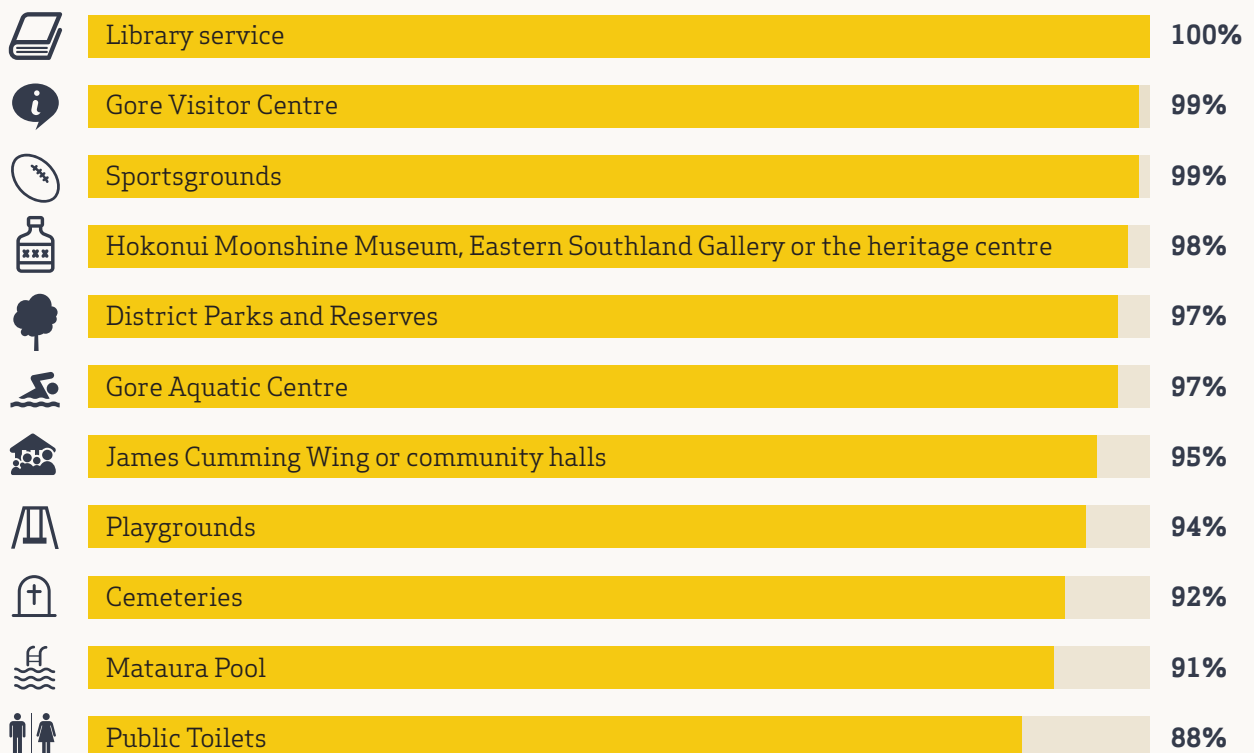 Library service 100%
Gore Visitor Centre 99%
Sportsgrounds 99%
Hokonui Moonshine Museum, Eastern Southland Gallery or the heritage centre 98%
District Parks and Reserves 97%
Gore Aquatic Centre 97%
James Cumming Wing or community halls 95%
Playgrounds 94%
Cemeteries 92%
Mataura Pool 91%
Public Toilets 88%